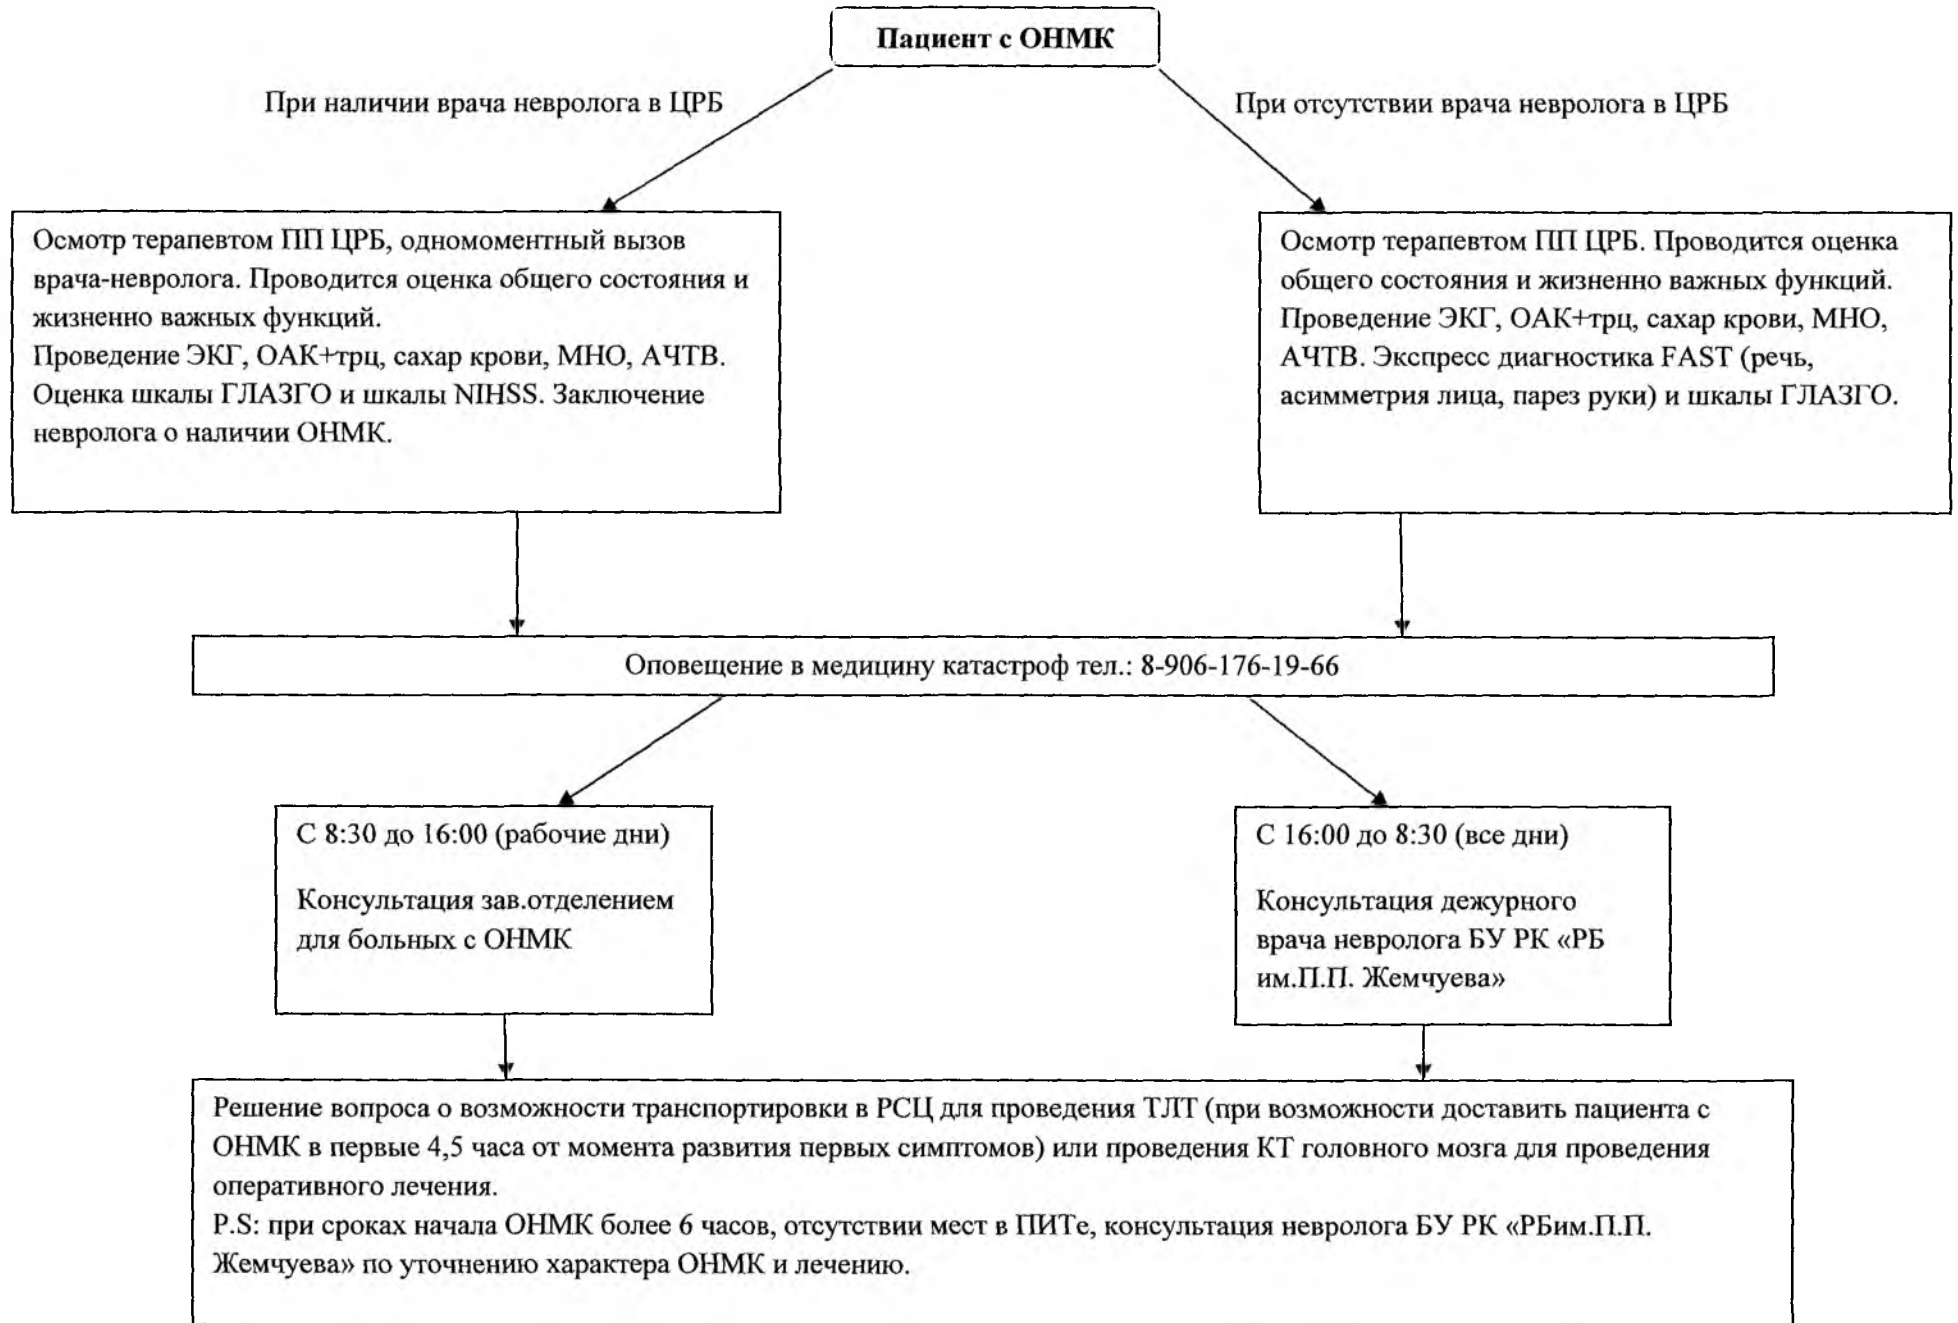 Пациент с ОНМК
При наличии врача невролога в ЦРБ
При отсутствии врача невролога в ЦРБ
Осмотр терапевтом ПП ЦРБ, одномоментный вызов
врача-невролога. Проводится оценка общего состояния и
жизненно важных функций.
Проведение ЭКГ, ОАК+трц, сахар крови, МНО, АЧТВ.
Оценка шкалы ГЛАЗГО и шкалы NIHSS. Заключение
невролога о наличии ОНМК.
Осмотр терапевтом ПП ЦРБ. Проводится оценка
общего состояния и жизненно важных функций.
Проведение ЭКГ, ОАК+трц, сахар крови, МНО,
АЧТВ. Экспресс диагностика FAST (речь,
асимметрия лица, парез руки) и шкалы ГЛАЗГО.
Оповещение в медицину катастроф тел.: 8-906-176-19-66
С 8:30 до 16:00 (рабочие дни)
Консультация зав.отделением
для больных с ОНМК
С 16:00 до 8:30 (все дни)
Консультация дежурного
врача невролога БУ РК «РБ
им.П.П. Жемчуева»
Решение вопроса о возможности транспортировки в РСЦ для проведения ТЛТ (при возможности доставить пациента с
ОНМК в первые 4,5 часа от момента развития первых симптомов) или проведения КТ головного мозга для проведения
оперативного лечения.
P.S: при сроках начала ОНМК более 6 часов, отсутствии мест в ПИТе, консультация невролога БУ РК «РБим.П.П.
Жемчуева» по уточнению характера ОНМК и лечению.